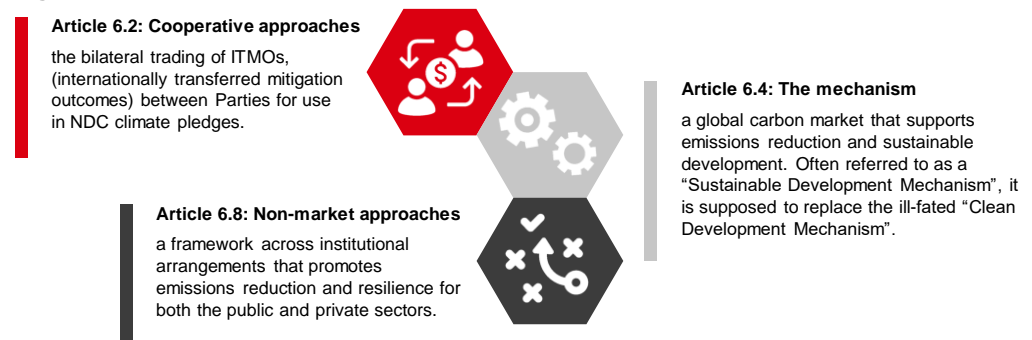 Article 6.2: Cooperative approaches
the bilateral trading of ITMOs,
(internationally transferred mitigation
outcomes) between Parties for use
in NDC climate pledges.
$
Article 6.4: The mechanism
a global carbon market that supports
emissions reduction and sustainable
development. Often referred to as a
“Sustainable Development Mechanism”, it
is supposed to replace the ill-fated “Clean
Development Mechanism”.
Article 6.8: Non-market approaches
a framework across institutional
arrangements that promotes
emissions reduction and resilience for
both the public and private sectors.